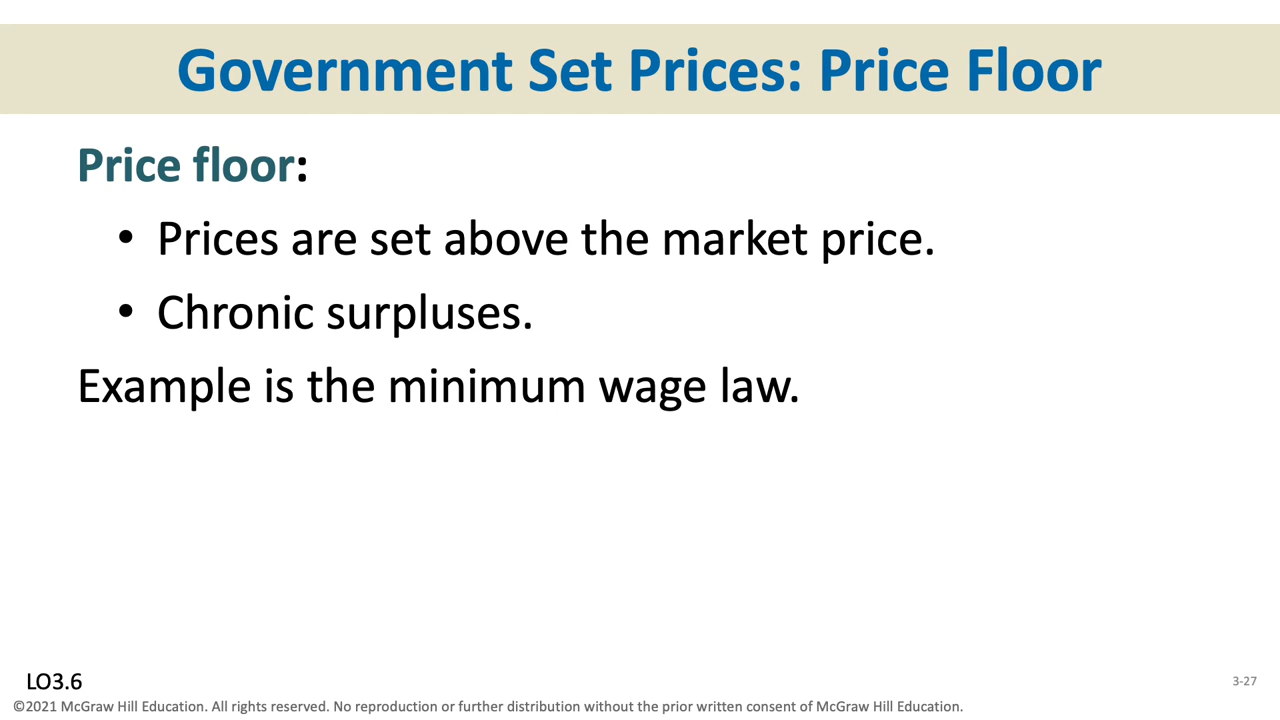 Government Set Prices: Price Floor
Price floor:
• Prices are set above the market price.
• Chronic surpluses.
Example is the minimum wage law.
LO3.6
3-27
©2021 McGraw Hill Education. All rights reserved. No reproduction or further distribution without the prior written consent of McGraw Hill Education.